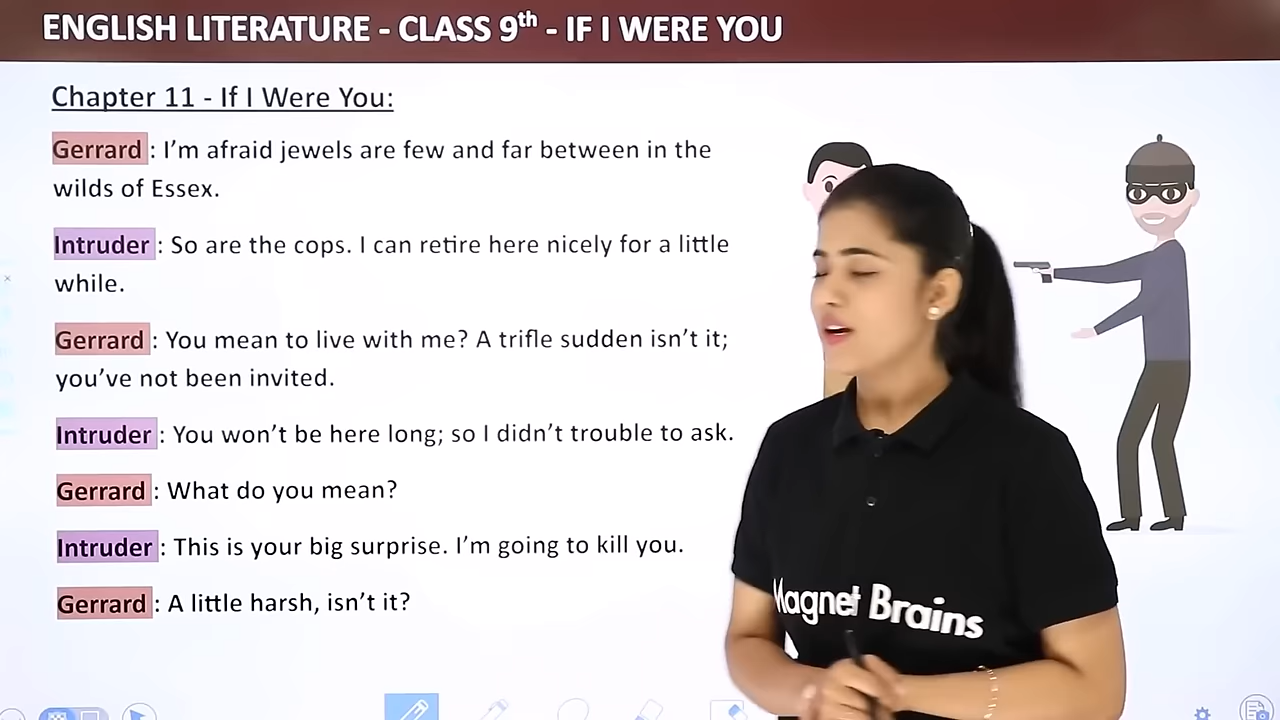 ENGLISH LITERATURE - CLASS 9th - IF I WERE YOU
Chapter 11 - If I Were You:
Gerrard : I’m afraid jewels are few and far between in the
wilds of Essex.
Intruder : So are the cops. I can retire here nicely for a little
while.
Gerrard : You mean to live with me? A trifle sudden isn’t it;
you’ve not been invited.
Intruder : You won’t be here long; so I didn’t trouble to ask.
Gerrard : What do you mean?
Intruder : This is your big surprise. I’m going to kill you.
Gerrard : A little harsh, isn’t it?
Magnet Brains